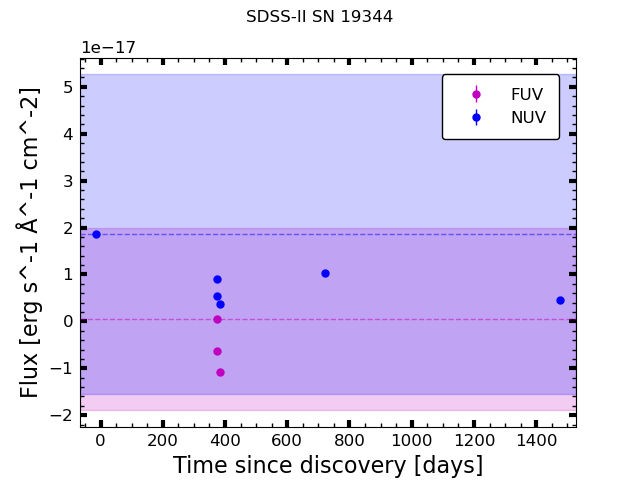 SDSS-II SN 19344
1e−17
FUV
NUV
5
4
3
2
1
0
−1
−2
Flux [erg s^-1 Å^-1 cm^-2]
0 200 400 600 800 1000 1200 1400
Time since discovery [days]